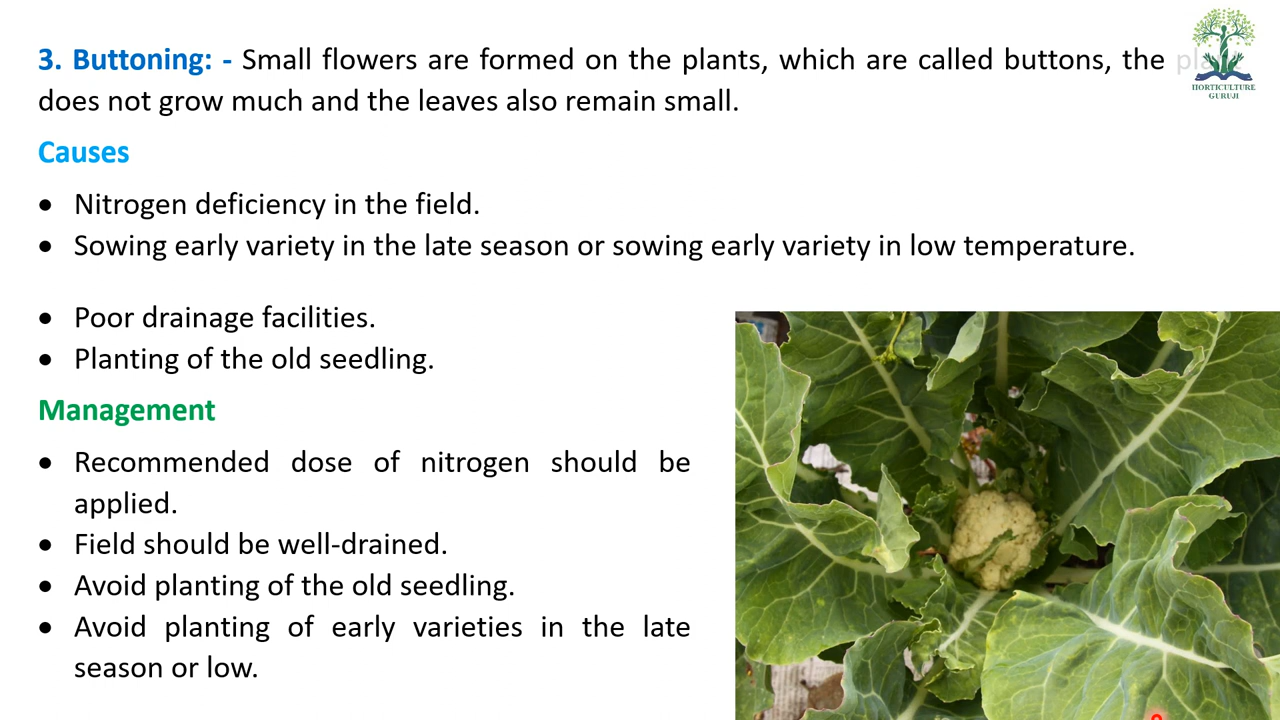 3. Buttoning: - Small flowers are formed on the plants, which are called buttons, the
does not grow much and the leaves also remain small.
HORTICULTURE
GURUJI
Causes
• Nitrogen deficiency in the field.
• Sowing early variety in the late season or sowing early variety in low temperature.
• Poor drainage facilities.
• Planting of the old seedling.
Management
• Recommended dose of nitrogen should be
applied.
• Field should be well-drained.
• Avoid planting of the old seedling.
• Avoid planting of early varieties in the late
season or low.